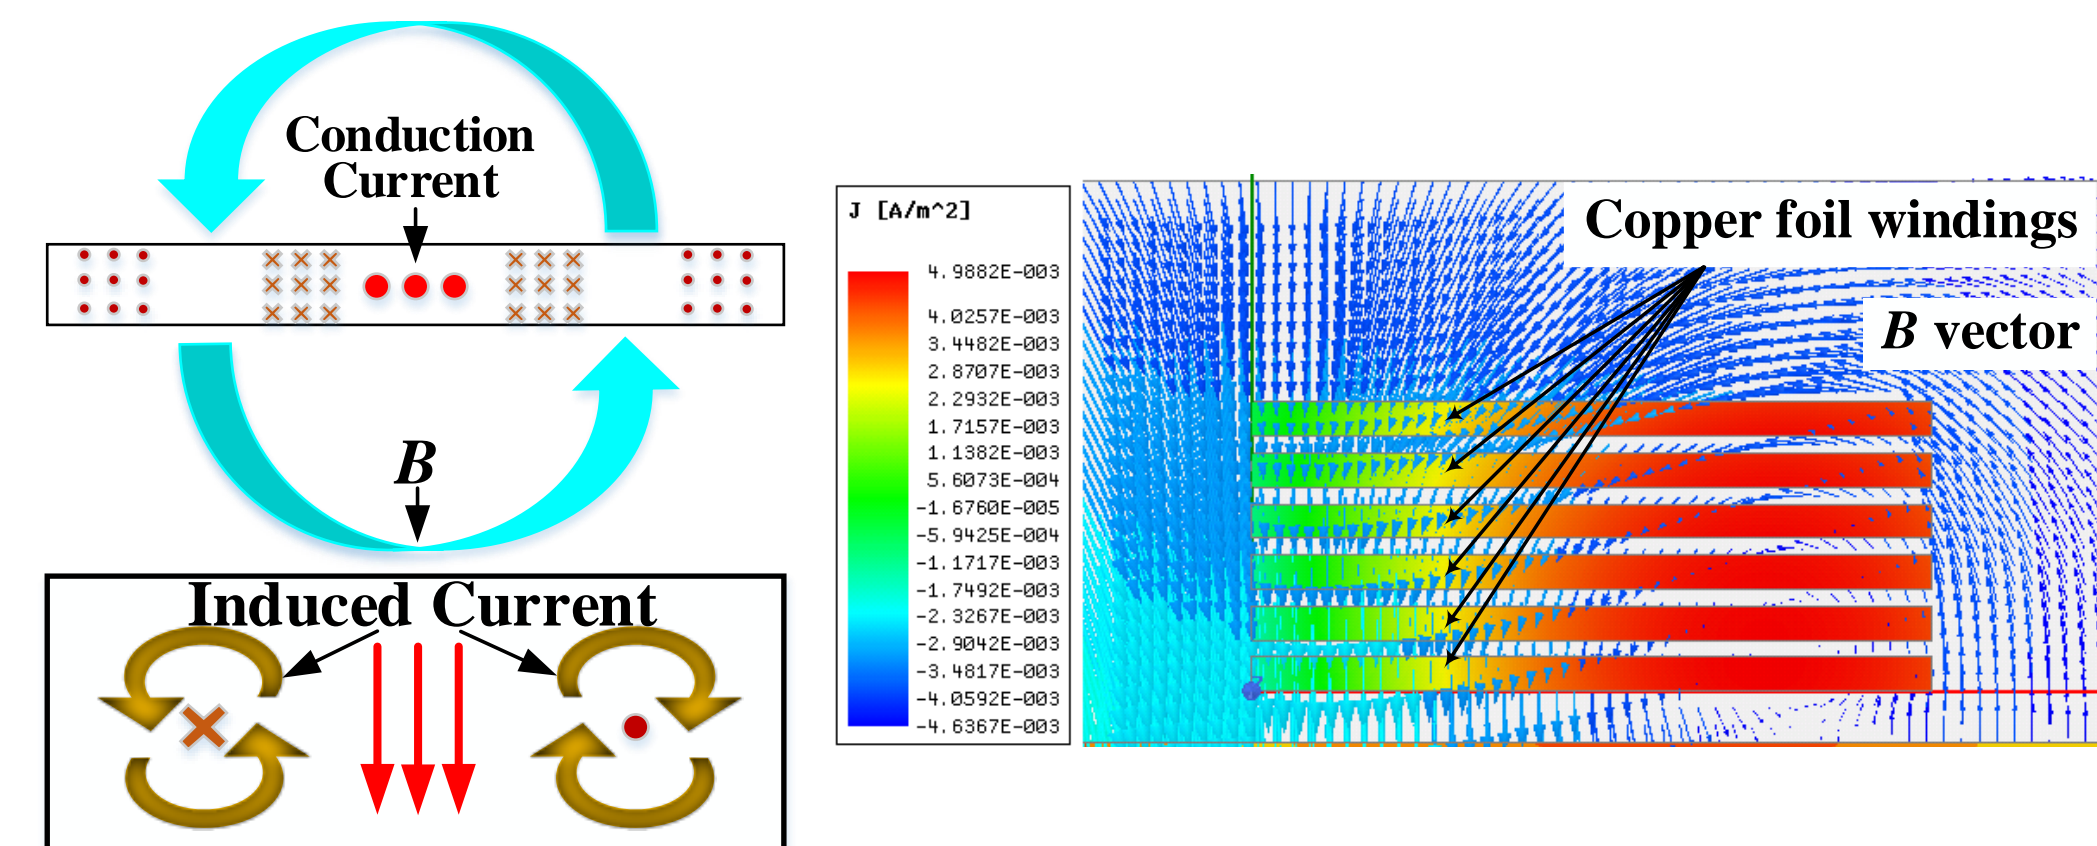 Conduction
Current
B
Induced Current
J [A/m^2]
4.9882E-003
4.0257E-003
3.4482E-003
2.8707E-003
2.2932E-003
1.7157E-003
1.1382E-003
5.6073E-004
-1.6760E-005
-5.9425E-004
-1.1717E-003
-1.7492E-003
-2.3267E-003
-2.9042E-003
-3.4817E-003
-4.0592E-003
-4.6367E-003
Copper foil windings
B vector